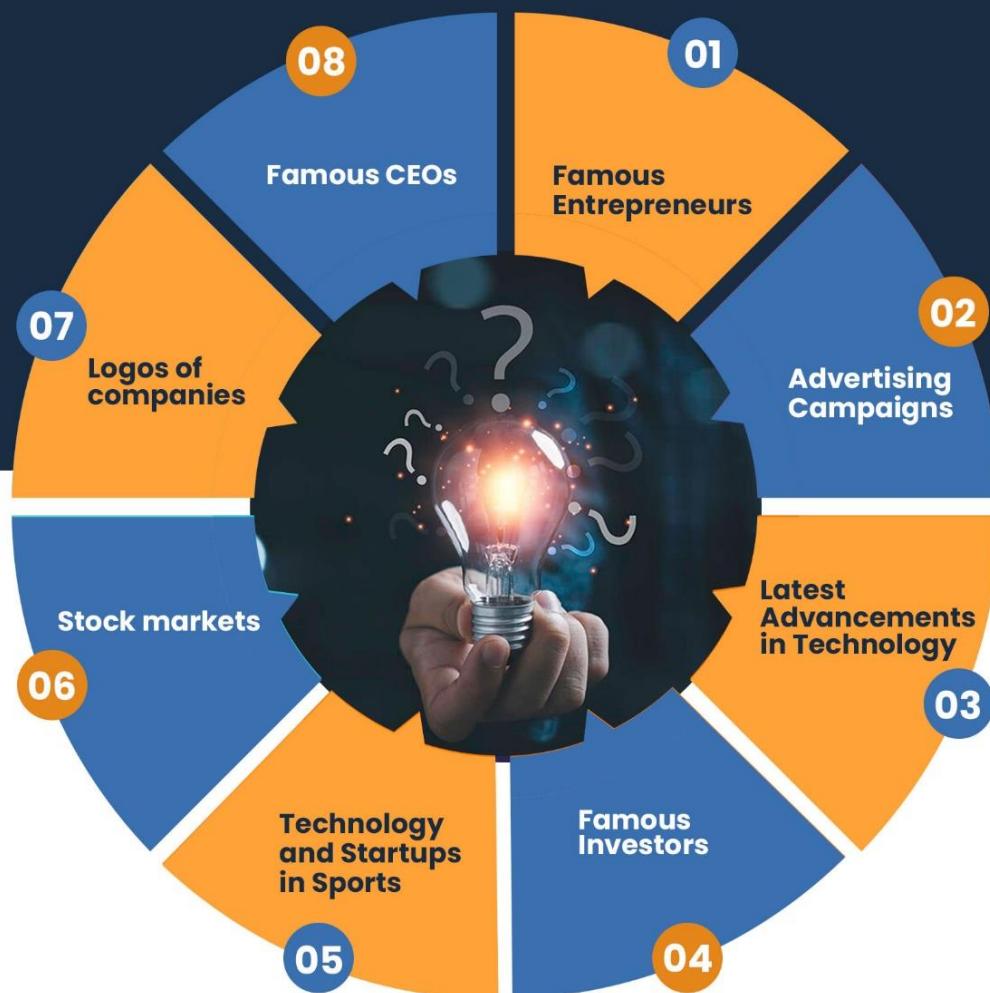 01
Famous
Entrepreneurs
02
Advertising
Campaigns
03
Latest
Advancements
in Technology
04
Famous
Investors
05
Technology
and Startups
in Sports
06
Stock markets
07
Logos of
companies
08
Famous CEOs